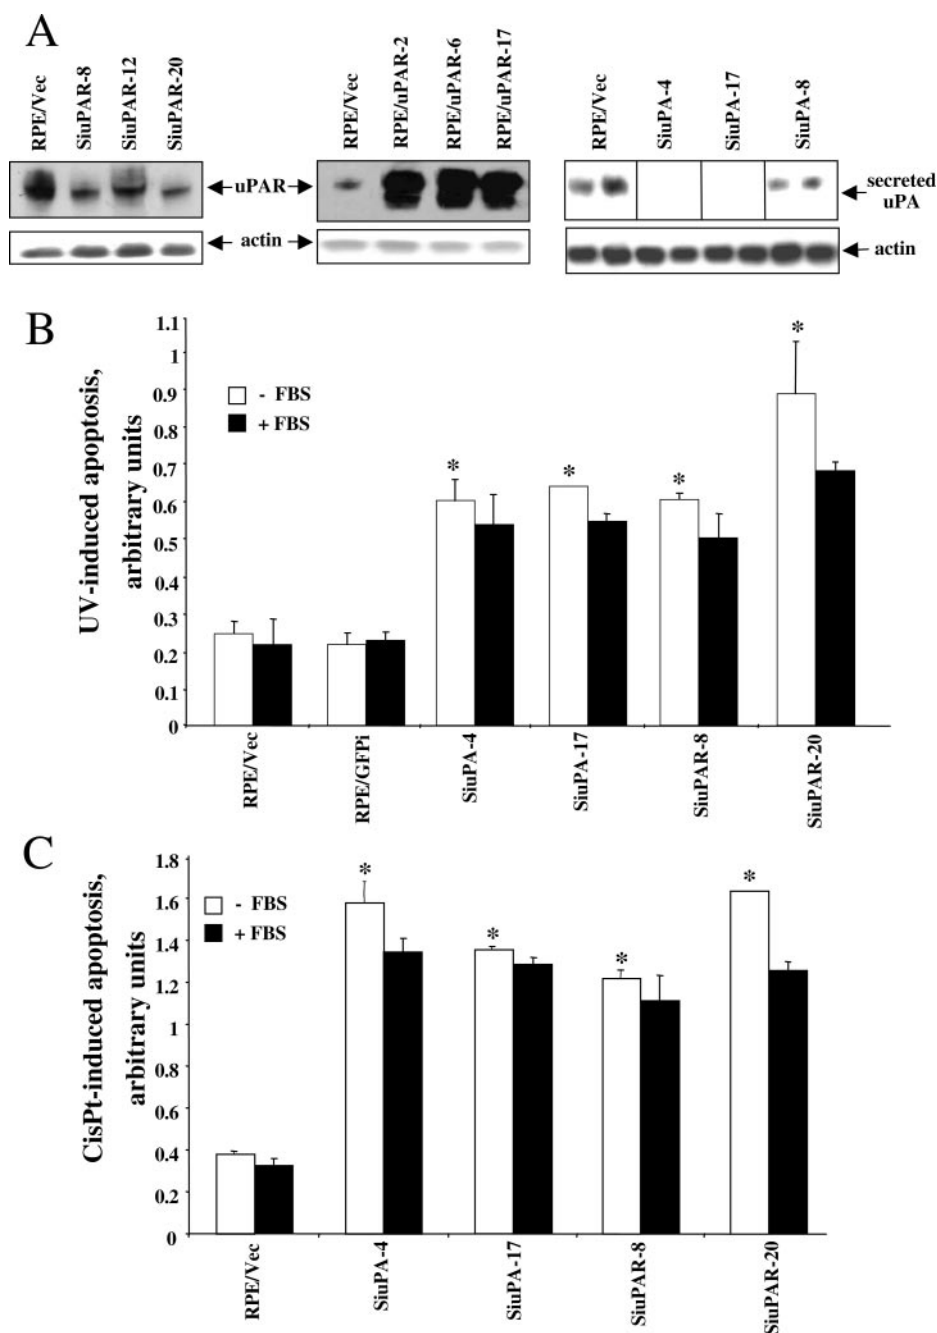 A
RPE/Vec
SiuPAR-8
SiuPAR-12
SiuPAR-20
RPE/Vec
RPE/uPAR-2
RPE/uPAR-6
RPE/uPAR-17
RPE/Vec
SiuPA-4
SiuPA-17
SiuPA-8
uPAR
secreted
uPA
actin
actin
B
UV-induced apoptosis,
arbitrary units
1.1
1
0.9
0.8
0.7
0.6
0.5
0.4
0.3
0.2
0.1
0
- FBS
+ FBS
*
*
*
*
RPE/Vec
RPE/GFPi
SiuPA-4
SiuPA-17
SiuPAR-8
SiuPAR-20
C
CisPt-induced apoptosis,
arbitrary units
1.8
1.6
1.4
1.2
1
0.8
0.6
0.4
0.2
0
- FBS
+ FBS
*
*
*
*
RPE/Vec
SiuPA-4
SiuPA-17
SiuPAR-8
SiuPAR-20